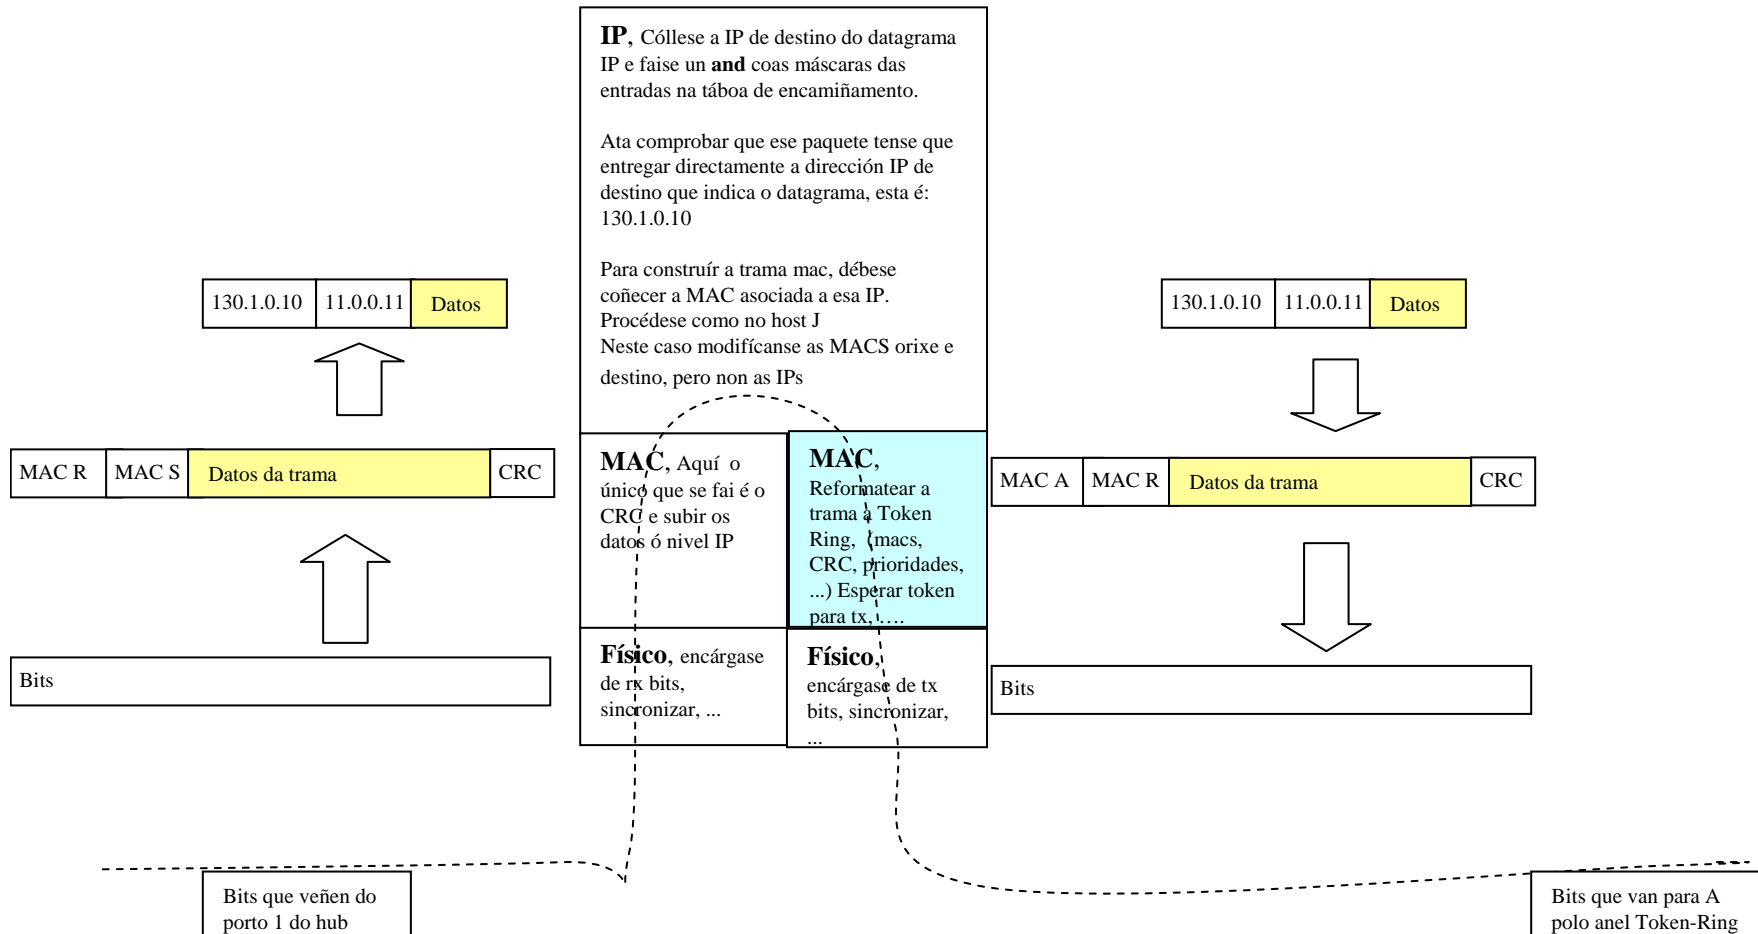 IP, Cóllese a IP de destino do datagrama
IP e faise un and coas máscaras das
entradas na táboa de encamiñamento.
Ata comprobar que ese paquete tense que
entregar directamente a dirección IP de
destino que indica o datagrama, esta é:
130.1.0.10
Para construír a trama mac, débese
coñecer a MAC asociada a esa IP.
Procédese como no host J
Neste caso modifícanse as MACS orixe e
destino, pero non as IPs
130.1.0.10
11.0.0.11
Datos
130.1.0.10
11.0.0.11
Datos
MAC R
MAC S
Datos da trama
CRC
MAC, Aquí o
único que se fai é o
CRC e subir os
datos ó nivel IP
MAC,
Reformatear a
trama a Token
Ring, (macs,
CRC, prioridades,
...) Esperar token
para tx, ….
MAC A
MAC R
Datos da trama
CRC
Bits
Físico, encárgase
de rx bits,
sincronizar, ...
Físico,
encárgase de tx
bits, sincronizar,
...
Bits
Bits que veñen do
porto 1 do hub
Bits que van para A
polo anel Token-Ring